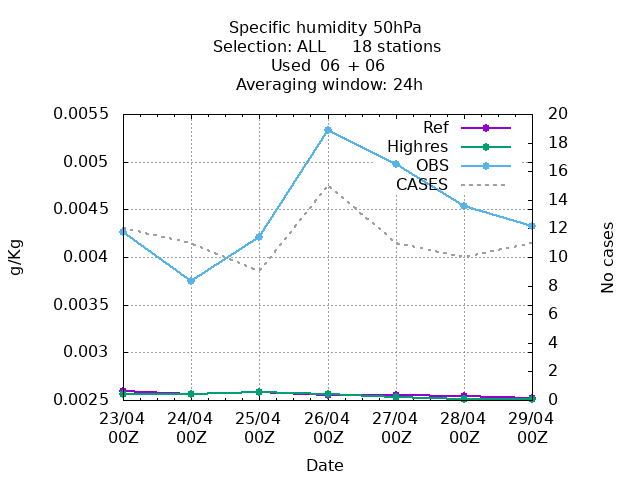 Specific humidity 50hPa
Selection: ALL 18 stations
Used 06 + 06
Averaging window: 24h
Ref
Highres
OBS
CASES
0.0055
0.005
0.0045
0.004
0.0035
0.003
0.0025
20
18
16
14
12
10
8
6
4
2
0
g/Kg
No cases
23/04 24/04 25/04 26/04 27/04 28/04 29/04
00Z 00Z 00Z 00Z 00Z 00Z 00Z
Date